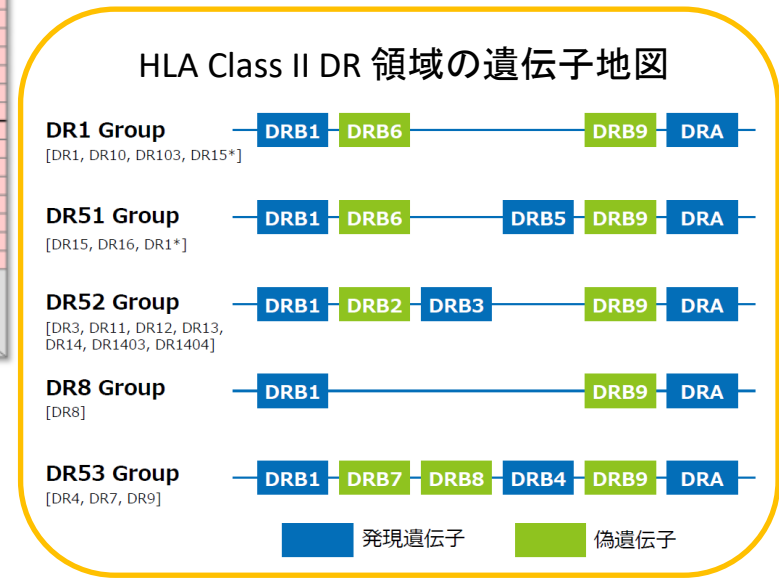 HLA Class II DR 領域の遺伝子地図
DR1 Group
[DR1, DR10, DR103, DR15*]
DRB1 DRB6 DRB9 DRA
DR51 Group
[DR15, DR16, DR1*]
DRB1 DRB6 DRB5 DRB9 DRA
DR52 Group
[DR3, DR11, DR12, DR13,
DR14, DR1403, DR1404]
DRB1 DRB2 DRB3 DRB9 DRA
DR8 Group
[DR8]
DRB1 DRB9 DRA
DR53 Group
[DR4, DR7, DR9]
DRB1 DRB7 DRB8 DRB4 DRB9 DRA
発現遺伝子 偽遺伝子